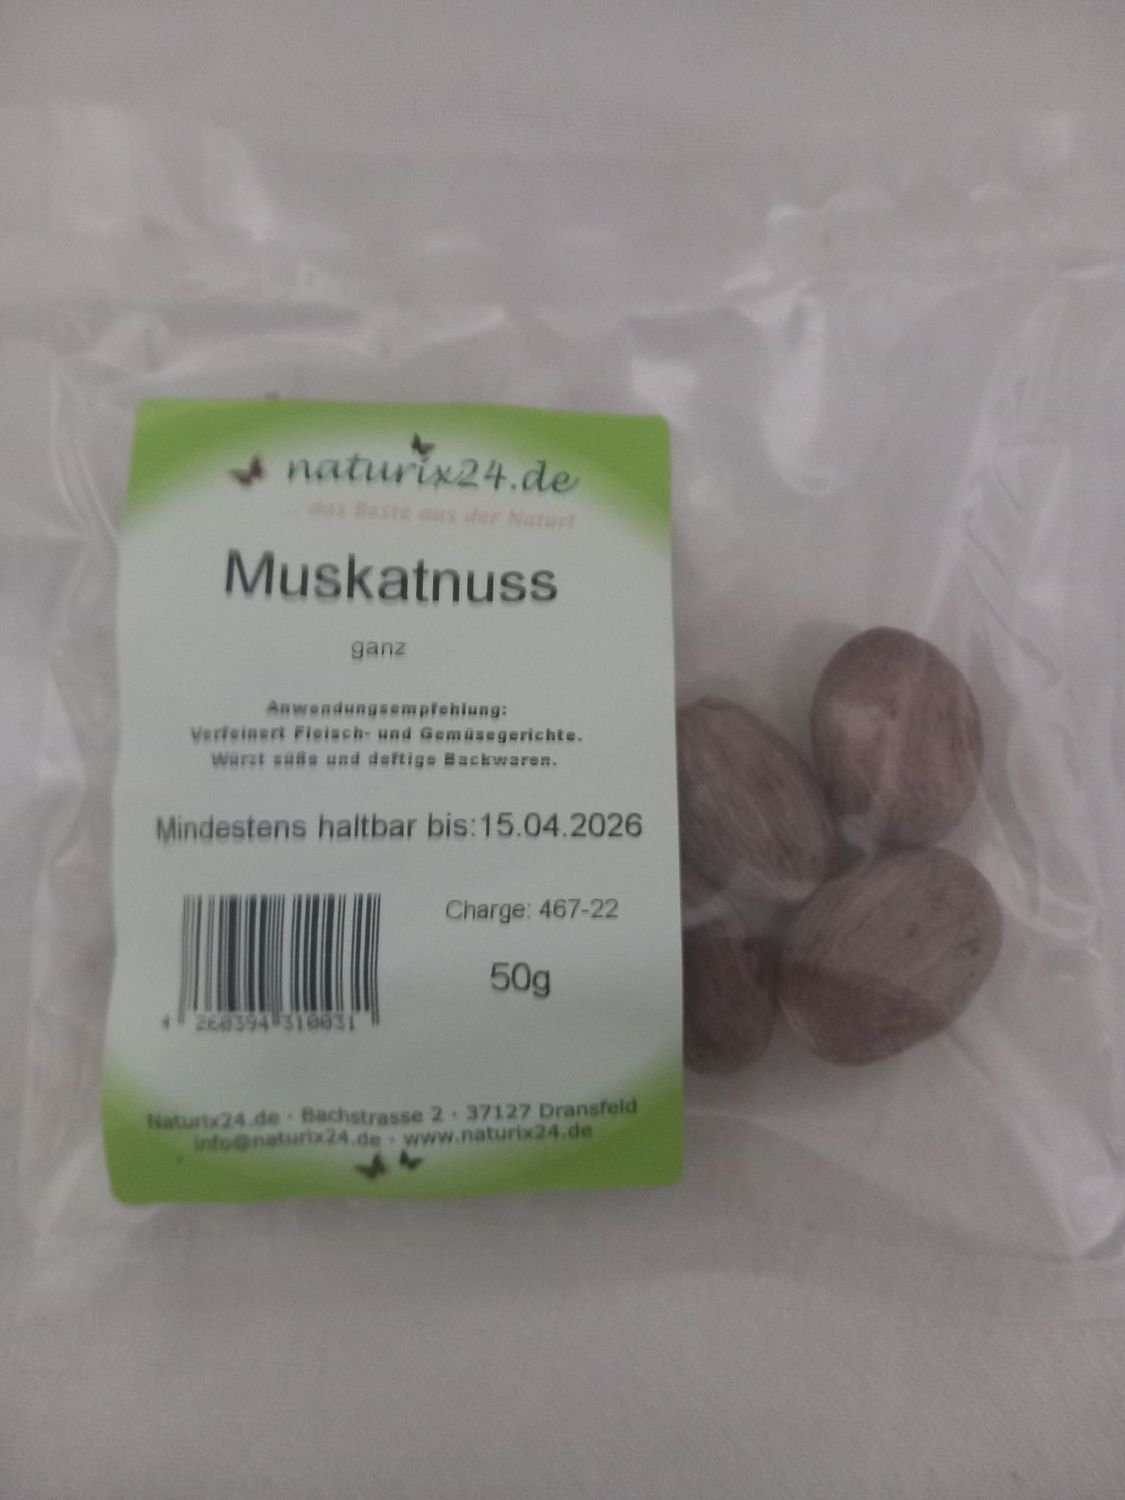 naturix24.de
... das Beste aus der Natur!
Muskatnuss
ganz
Anwendungsempfehlung:
Verfeinert Fleisch- und Gemüsegerichte.
Würzt süße und deftige Backwaren.
Mindestens haltbar bis:15.04.2026
Charge: 467-22
50g
4 260394 310031
Naturix24.de · Bachstrasse 2 · 37127 Dransfeld
info@naturix24.de · www.naturix24.de